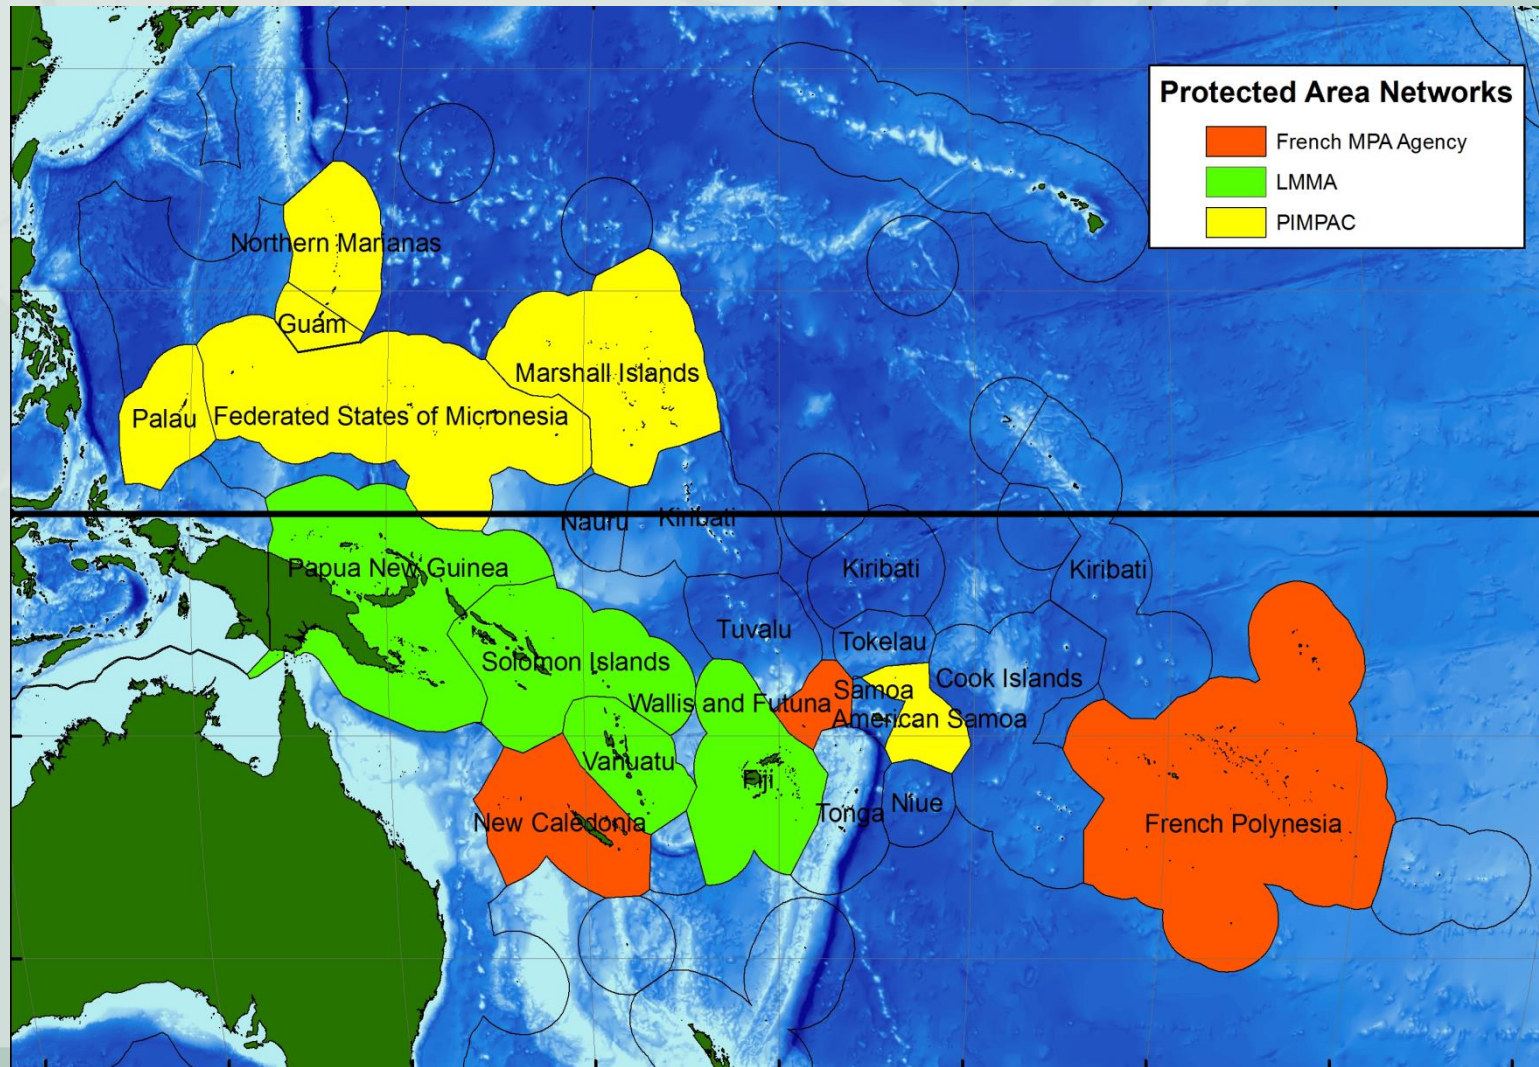 Protected Area Networks
French MPA Agency
LMMA
PIMPAC
Northern Marianas
Guam
Marshall Islands
Palau
Federated States of Micronesia
Nauru
Kiribati
Papua New Guinea
Kiribati
Kiribati
Tuvalu
Tokelau
Solomon Islands
Cook Islands
Samoa
Wallis and Futuna
American Samoa
Vanuatu
Fiji
Niue
Tonga
New Caledonia
French Polynesia